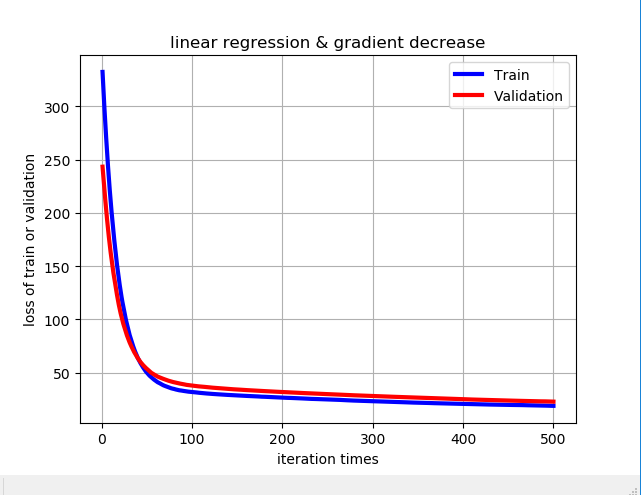 linear regression & gradient decrease
Train
Validation
loss of train or validation
300
250
200
150
100
50
0 100 200 300 400 500
iteration times